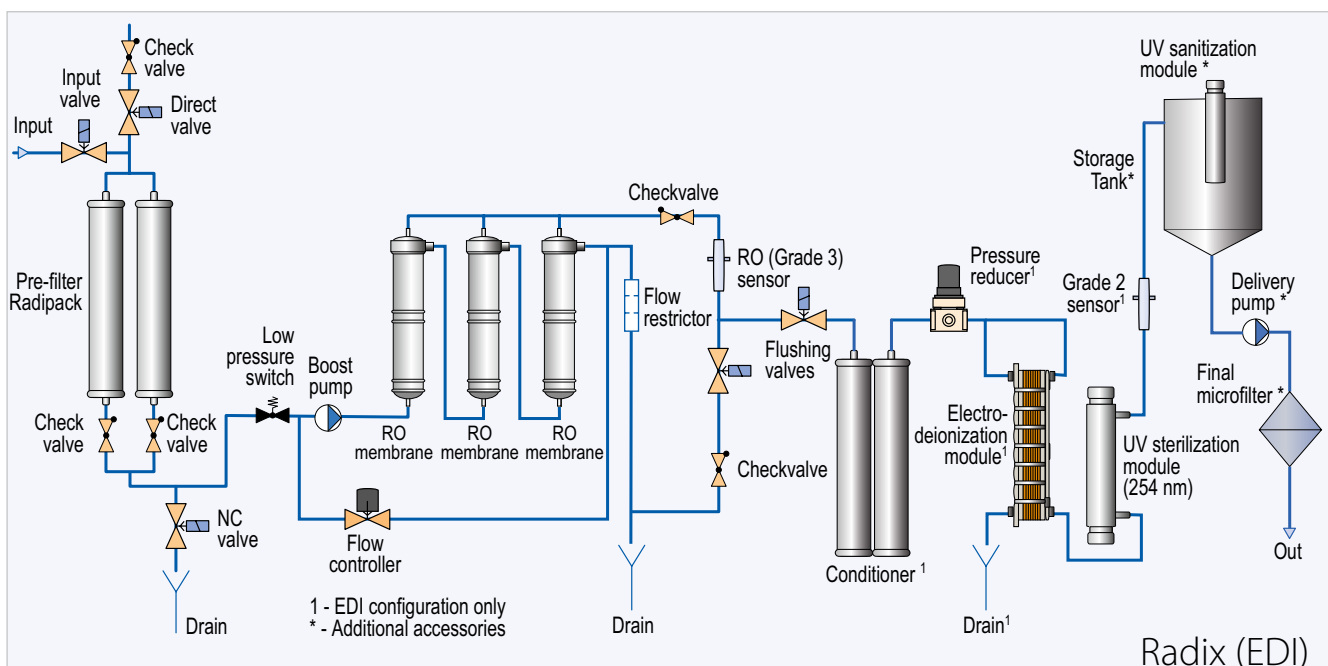 Check
valve
Input
valve
Direct
valve
Input
Pre-filter
Radipack
Check
valve
Check
valve
NC
valve
Drain
Low
pressure
switch
Boost
pump
RO
membrane
RO
membrane
RO
membrane
Flow
controller
1 - EDI configuration only
* - Additional accessories
Checkvalve
RO (Grade 3)
sensor
Flow
restrictor
Flushing
valves
Checkvalve
Drain
Conditioner 1
Pressure
reducer1
Electro-
deionization
module1
Drain1
UV sterilization
module
(254 nm)
Grade 2
sensor1
Storage
Tank*
UV sanitization
module *
Delivery
pump *
Final
microfilter *
Out
Radix (EDI)